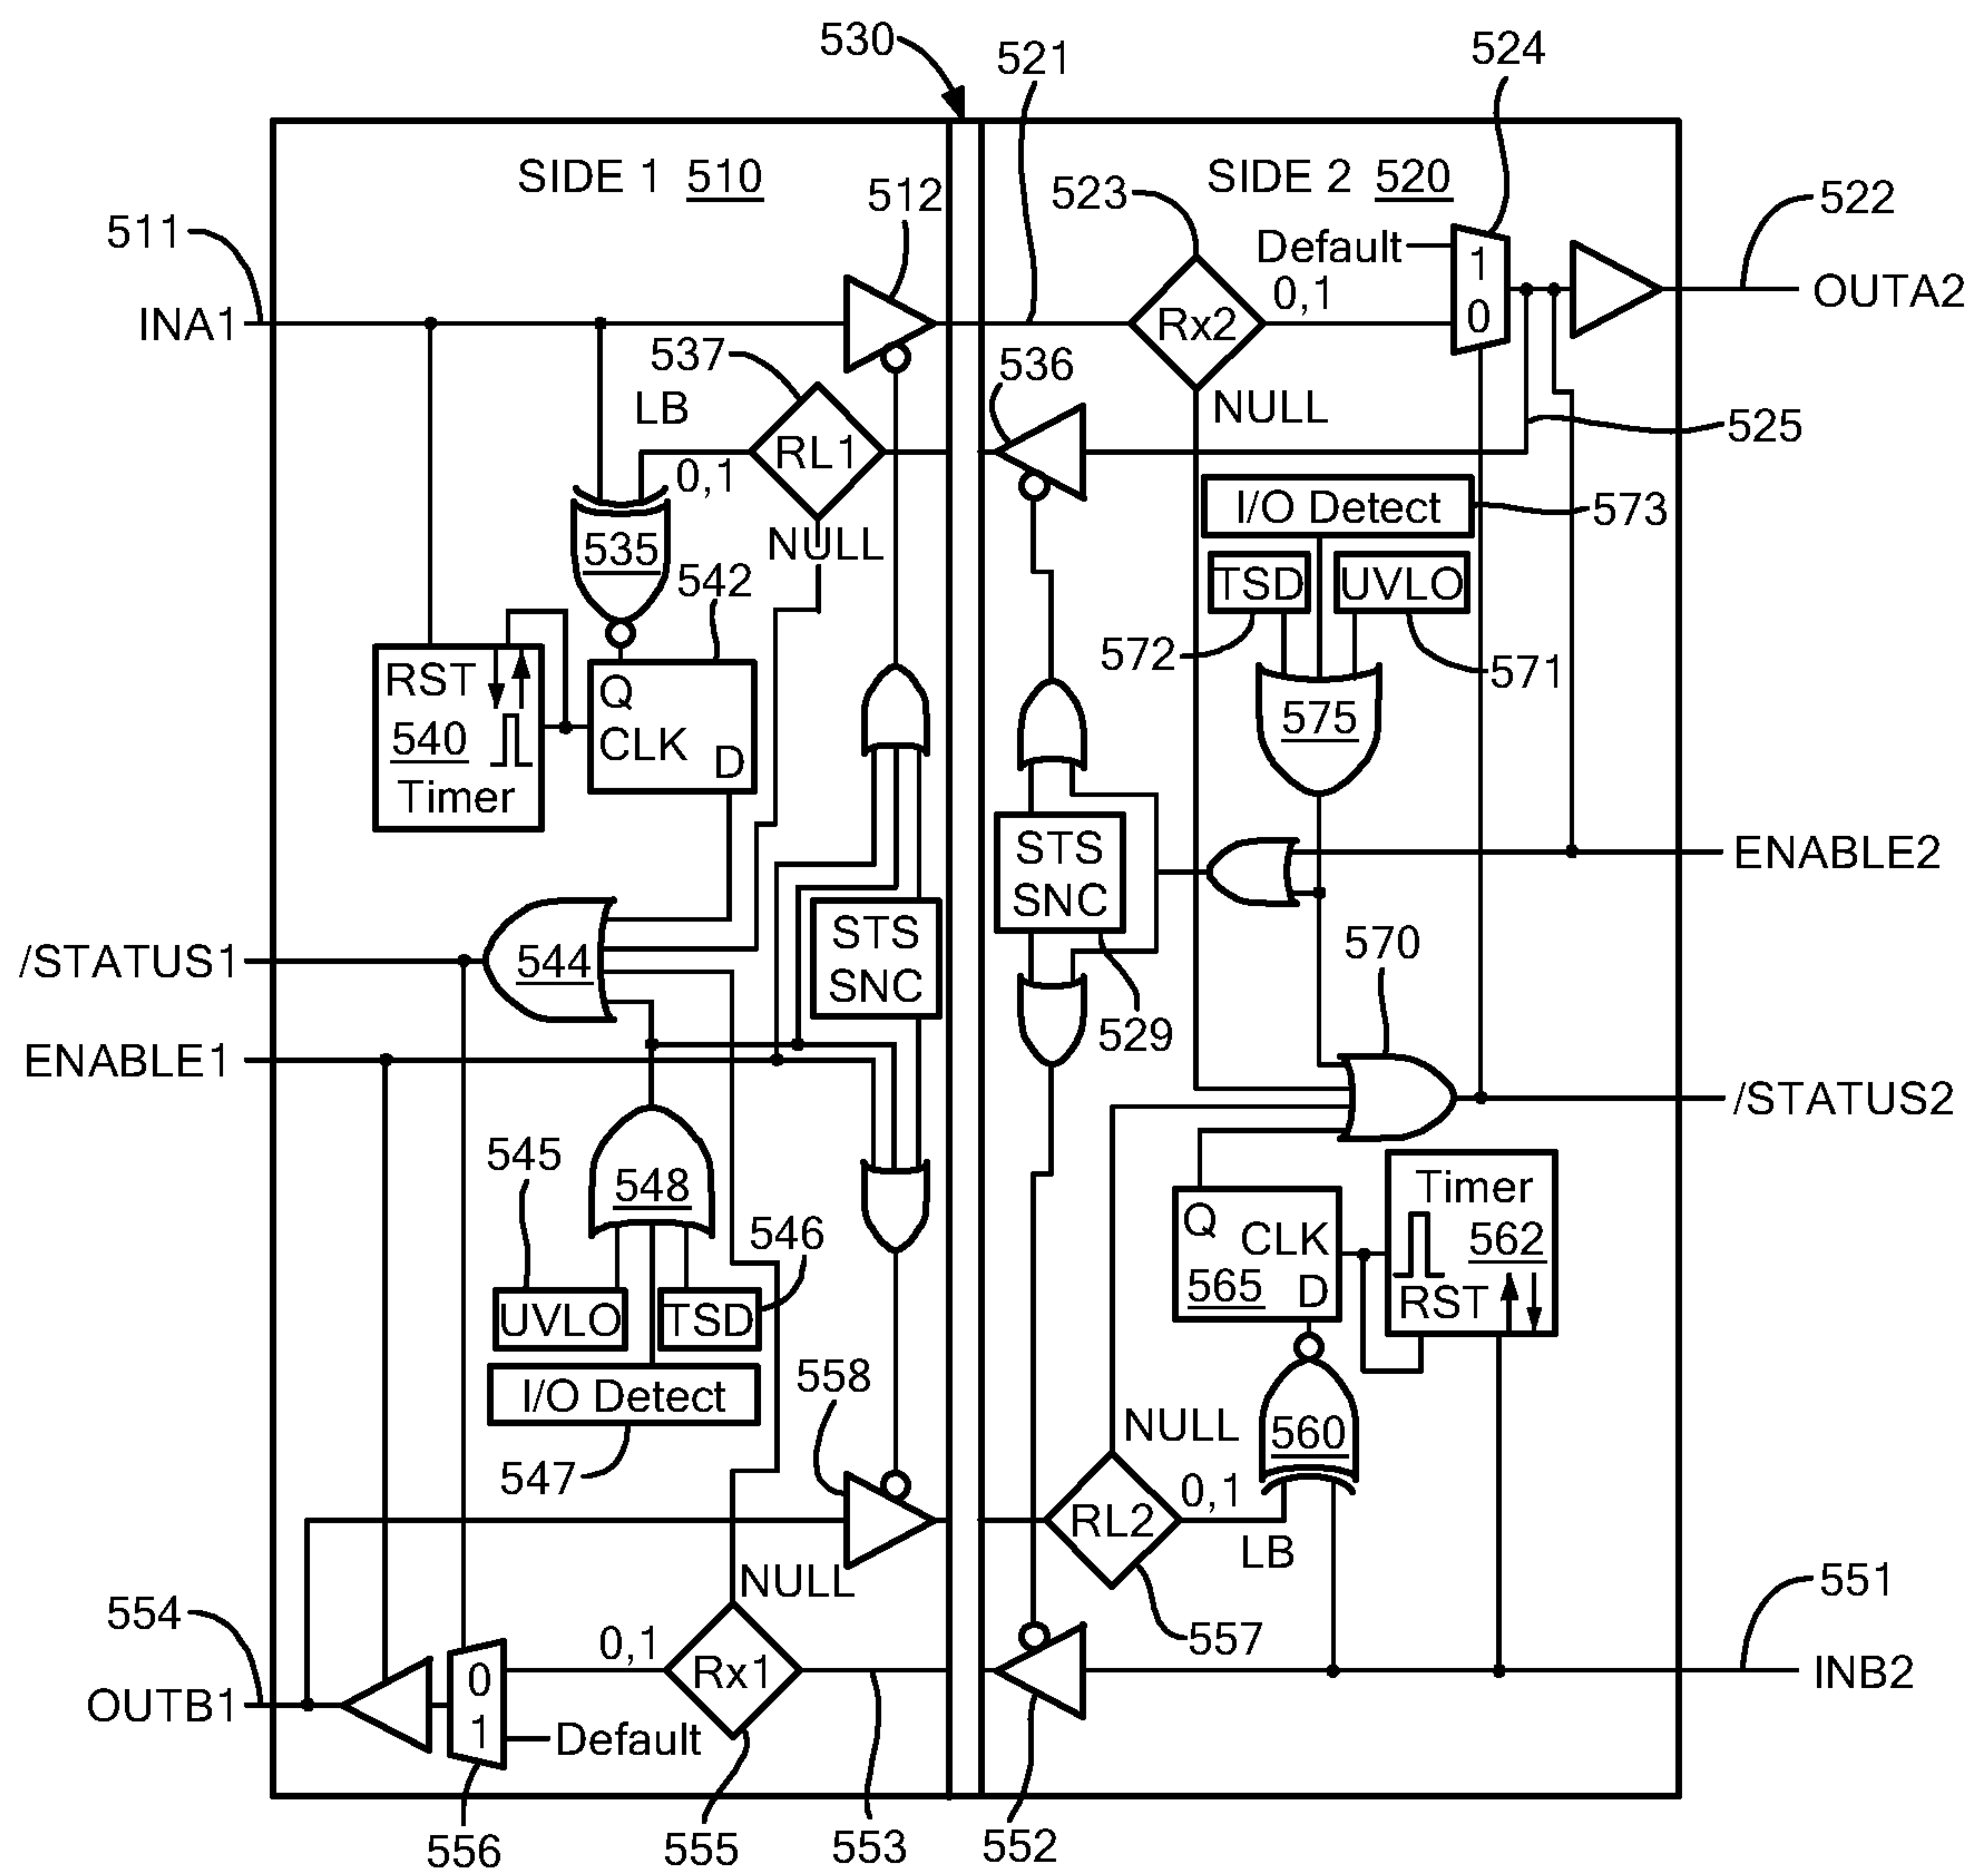 530
521
524
SIDE 1 510
512
523
SIDE 2 520
522
511
Default
1
0
0,1
OUTA2
INA1
537
Rx2
536
LB
NULL
525
RL1
0,1
I/O Detect
573
535
NULL
542
TSD
UVLO
572
571
RST
540
Timer
Q
CLK
D
575
STS
SNC
ENABLE2
STS
SNC
570
/STATUS1
544
529
ENABLE1
/STATUS2
545
548
546
Timer
562
RST
Q
CLK
565
D
UVLO
TSD
I/O Detect
558
547
NULL
560
0,1
RL2
LB
NULL
551
554
557
0,1
Rx1
INB2
OUTB1
0
1
Default
556
555
553
552